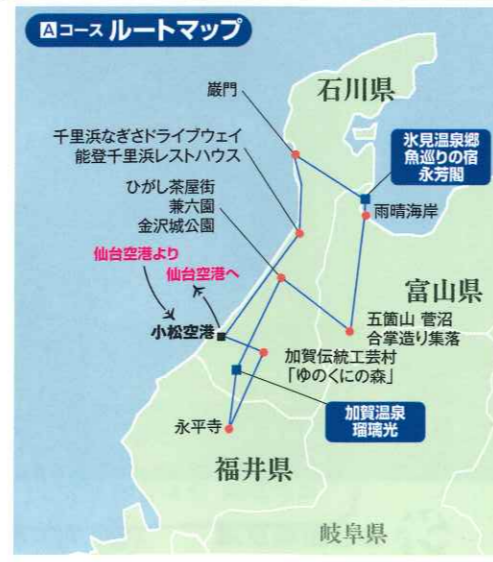 Aコース ルートマップ
石川県
巌門
千里浜なぎさドライブウェイ
能登千里浜レストハウス
氷見温泉郷
魚巡りの宿
永芳閣
雨晴海岸
ひがし茶屋街
兼六園
金沢城公園
仙台空港より
仙台空港へ
富山県
小松空港
五箇山 菅沼
合掌造り集落
加賀伝統工芸村
「ゆのくにの森」
加賀温泉
瑠璃光
永平寺
福井県
岐阜県